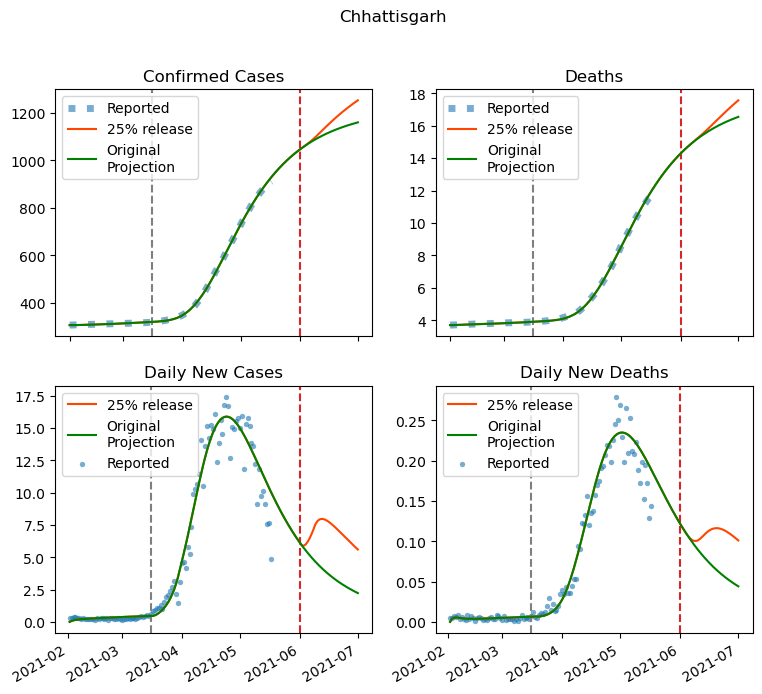 Chhattisgarh
Confirmed Cases
1200
1000
800
600
400
Reported
25% release
Original
Projection
Deaths
18
16
14
12
10
8
6
4
Reported
25% release
Original
Projection
Daily New Cases
17.5
15.0
12.5
10.0
7.5
5.0
2.5
0.0
25% release
Original
Projection
Reported
2021-02
2021-03
2021-04
2021-05
2021-06
2021-07
Daily New Deaths
0.25
0.20
0.15
0.10
0.05
0.00
25% release
Original
Projection
Reported
2021-02
2021-03
2021-04
2021-05
2021-06
2021-07